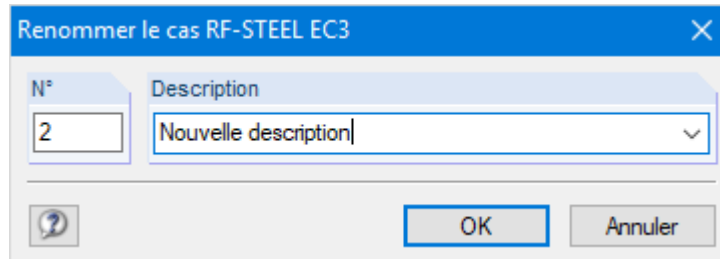 Renommer le cas RF-STEEL EC3
N° Description
2 Nouvelle description
OK Annuler